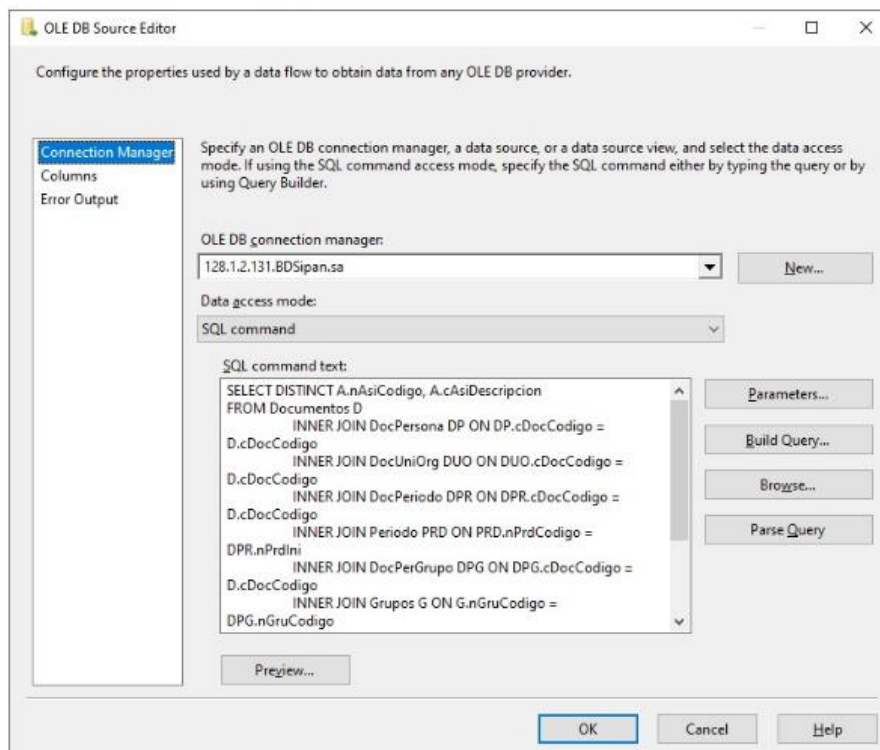 OLE DB Source Editor
Configure the properties used by a data flow to obtain data from any OLE DB provider.
Connection Manager
Columns
Error Output
Specify an OLE DB connection manager, a data source, or a data source view, and select the data access
mode. If using the SQL command access mode, specify the SQL command either by typing the query or by
using Query Builder.
OLE DB connection manager:
128.1.2.131.BDSipan.sa
New...
Data access mode:
SQL command
SQL command text:
SELECT DISTINCT A.nAsiCodigo, A.cAsiDescripcion
FROM Documentos D
INNER JOIN DocPersona DP ON DP.cDocCodigo =
D.cDocCodigo
INNER JOIN DocUniOrg DUO ON DUO.cDocCodigo =
D.cDocCodigo
INNER JOIN DocPeriodo DPR ON DPR.cDocCodigo =
D.cDocCodigo
INNER JOIN Periodo PRD ON PRD.nPrdCodigo =
DPR.nPrdIni
INNER JOIN DocPerGrupo DPG ON DPG.cDocCodigo =
D.cDocCodigo
INNER JOIN Grupos G ON G.nGruCodigo =
DPG.nGruCodigo
Parameters...
Build Query...
Browse...
Parse Query
Preview...
OK
Cancel
Help